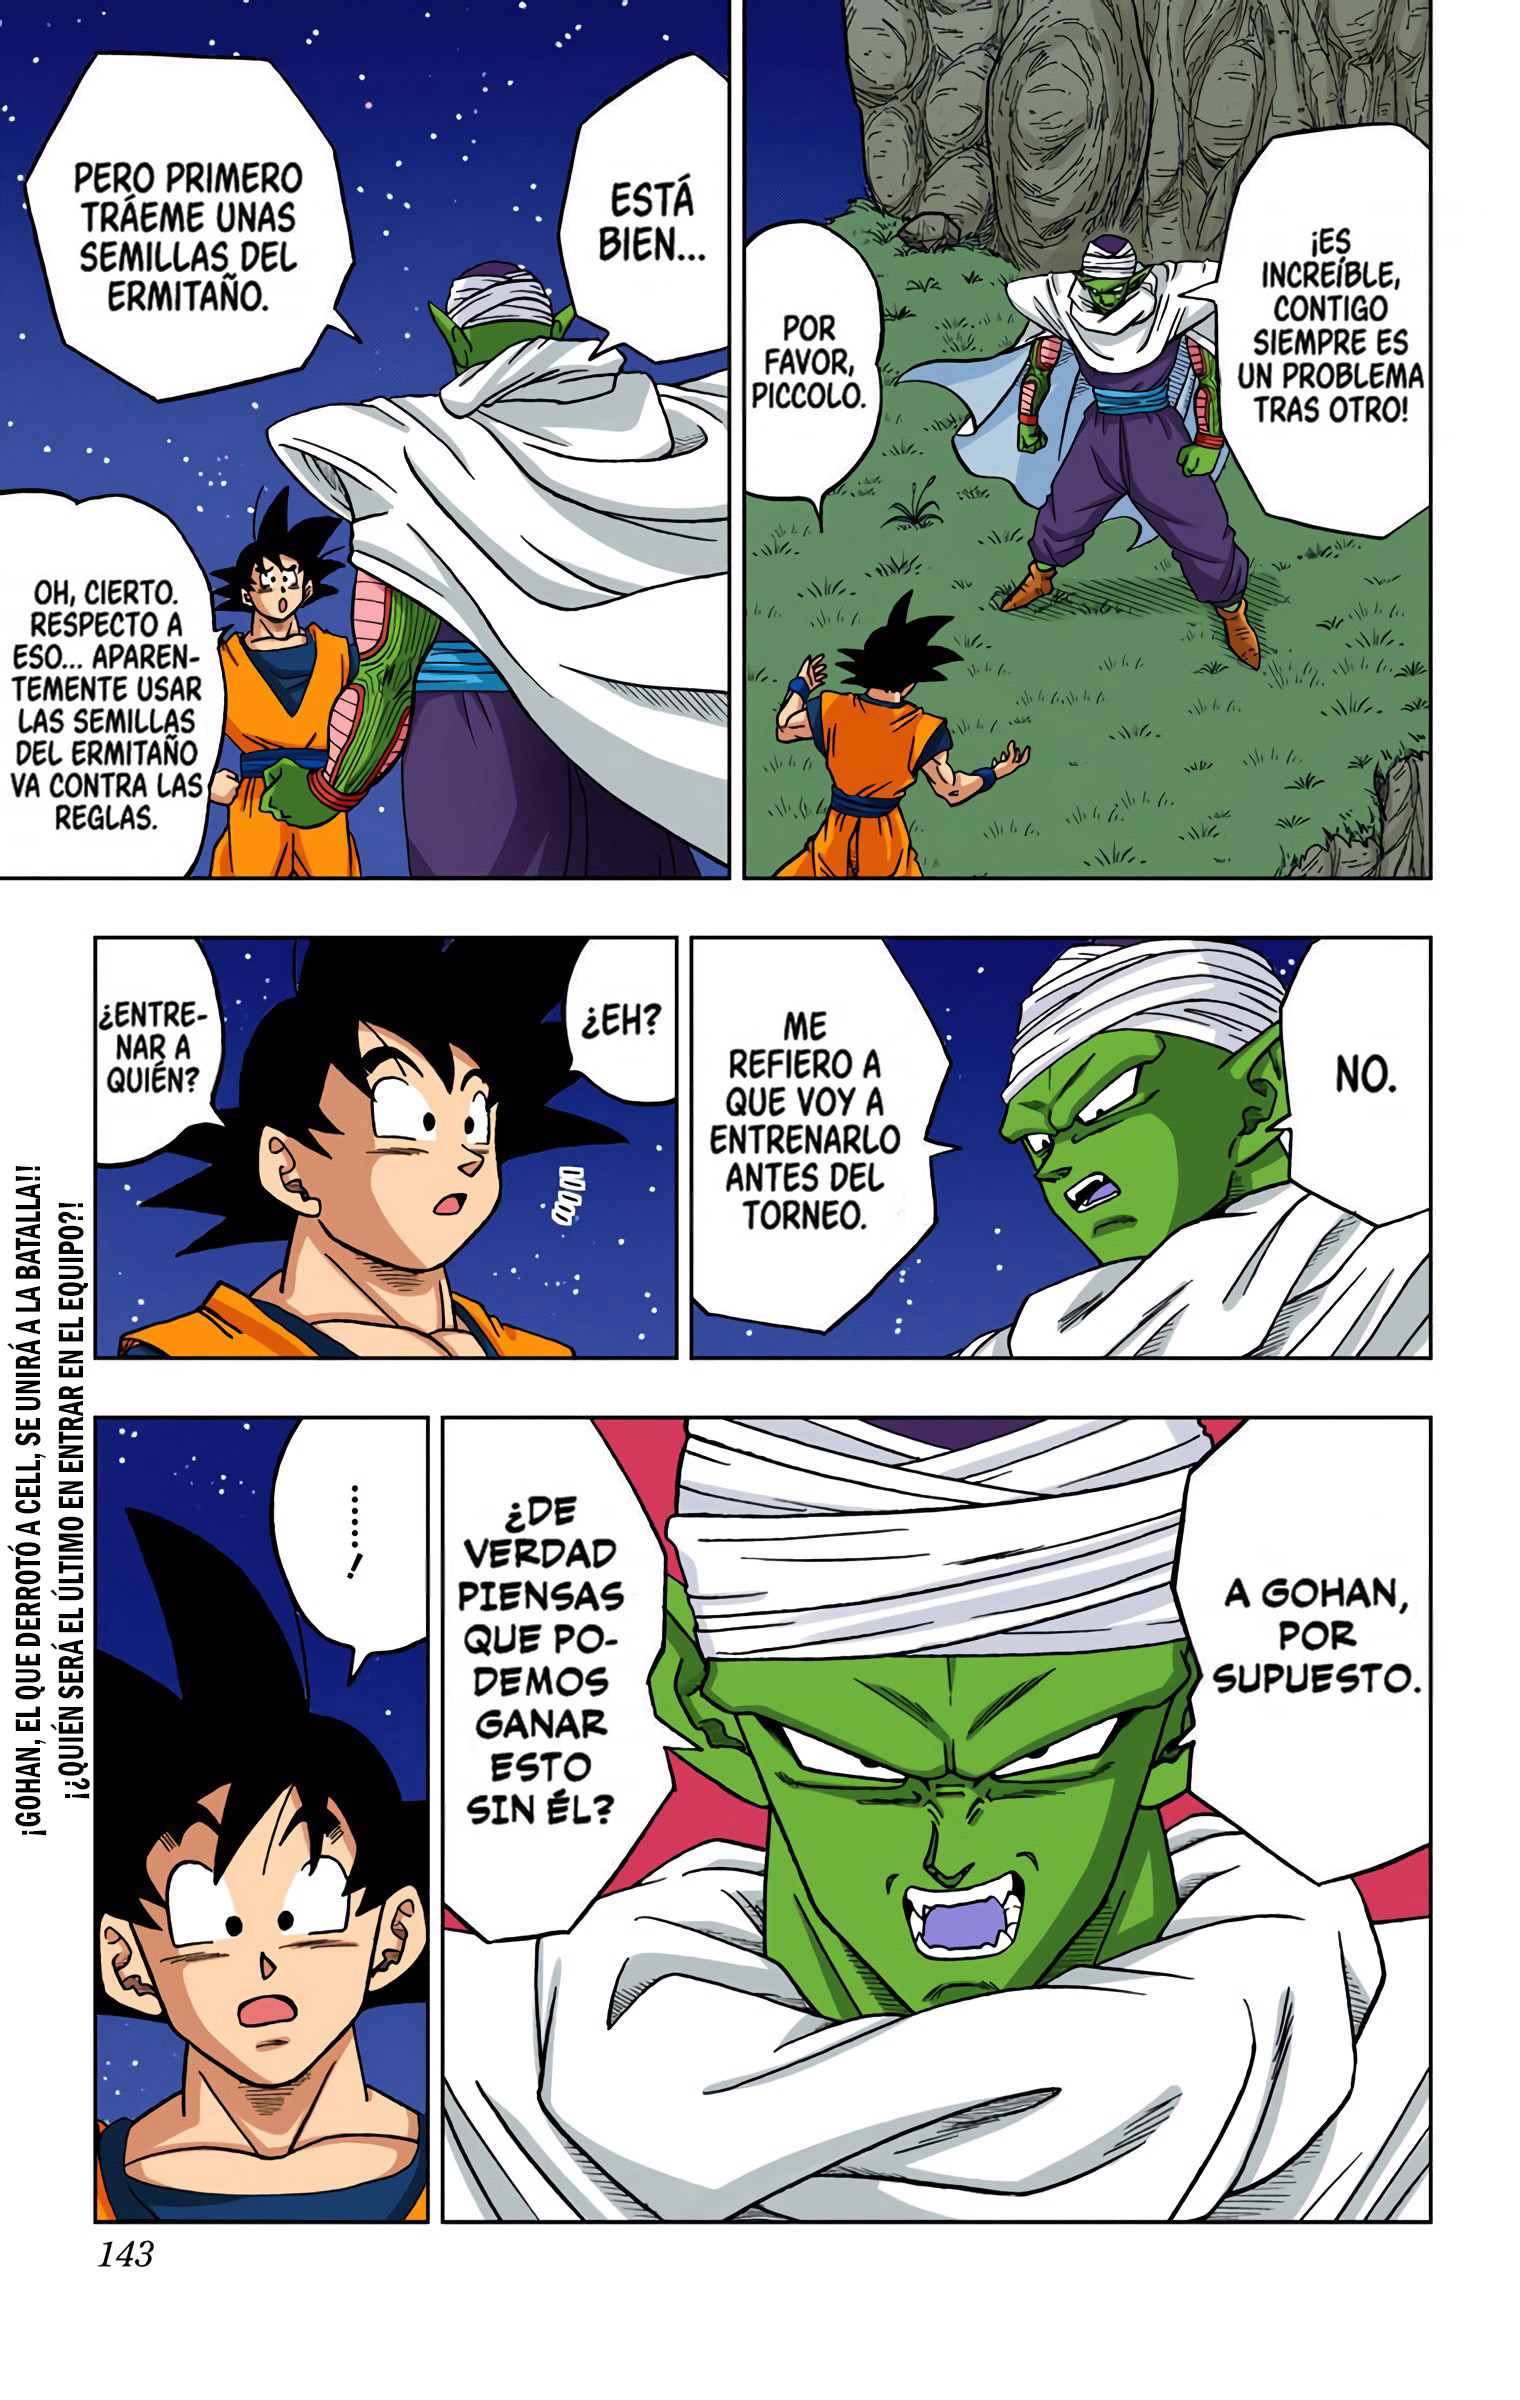 ¡ES
INCREÍBLE,
CONTIGO
SIEMPRE ES
UN PROBLEMA
TRAS OTRO!
POR
FAVOR,
PICCOLO.
ESTÁ
BIEN...
PERO PRIMERO
TRÁEME UNAS
SEMILLAS DEL
ERMITAÑO.
OH, CIERTO.
RESPECTO A
ESO... APAREN-
TEMENTE USAR
LAS SEMILLAS
DEL ERMITAÑO
VA CONTRA LAS
REGLAS.
NO.
ME
REFIERO A
QUE VOY A
ENTRENARLO
ANTES DEL
TORNEO.
¿EH?
¿ENTRE-
NAR A
QUIÉN?
A GOHAN,
POR
SUPUESTO.
¿DE
VERDAD
PIENSAS
QUE PO-
DEMOS
GANAR
ESTO
SIN ÉL?
.......!
¡GOHAN, EL QUE DERROTÓ A CELL, SE UNIRÁ A LA BATALLA!!
¡¿QUIÉN SERÁ EL ÚLTIMO EN ENTRAR EN EL EQUIPO?!
143